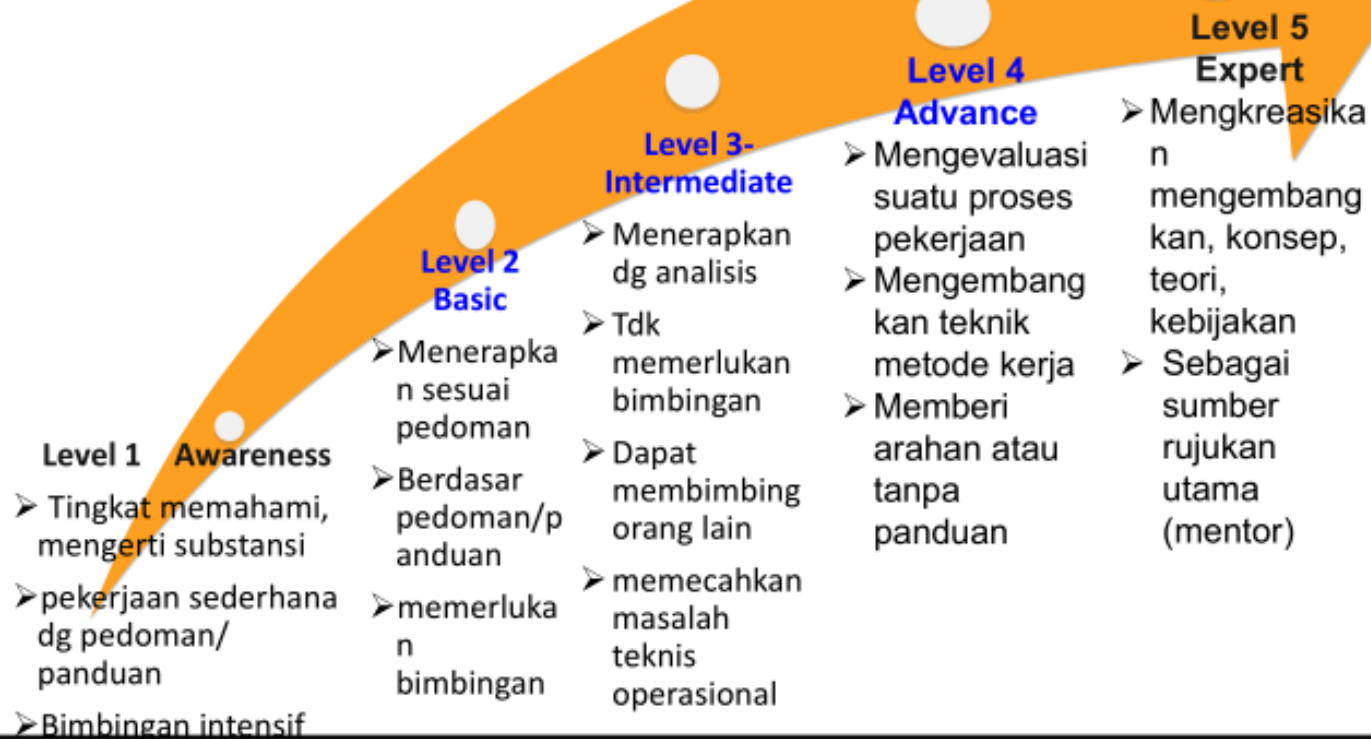 Level 1 Awareness
➢ Tingkat memahami,
mengerti substansi
➢pekerjaan sederhana
dg pedoman/
panduan
➢Bimbingan intensif
Level 2
Basic
➢Menerapka
n sesuai
pedoman
➢Berdasar
pedoman/p
anduan
➢memerluka
n
bimbingan
Level 3-
Intermediate
➢ Menerapkan
dg analisis
➢ Tdk
memerlukan
bimbingan
➢ Dapat
membimbing
orang lain
➢ memecahkan
masalah
teknis
operasional
Level 4
Advance
➢ Mengevaluasi
suatu proses
pekerjaan
➢ Mengembang
kan teknik
metode kerja
➢ Memberi
arahan atau
tanpa
panduan
Level 5
Expert
➢ Mengkreasika
n
mengembang
kan, konsep,
teori,
kebijakan
➢ Sebagai
sumber
rujukan
utama
(mentor)